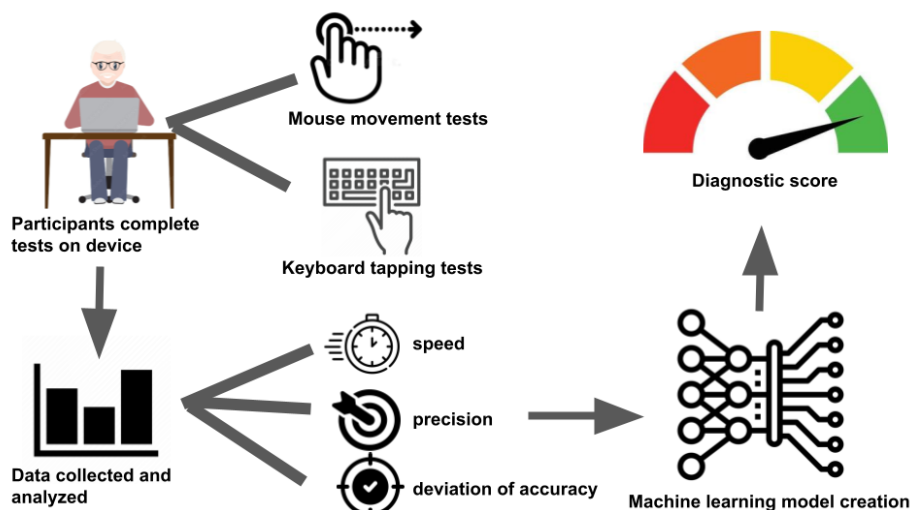 Mouse movement tests
Diagnostic score
Participants complete
tests on device
Keyboard tapping tests
speed
precision
Data collected and
analyzed
deviation of accuracy
Machine learning model creation